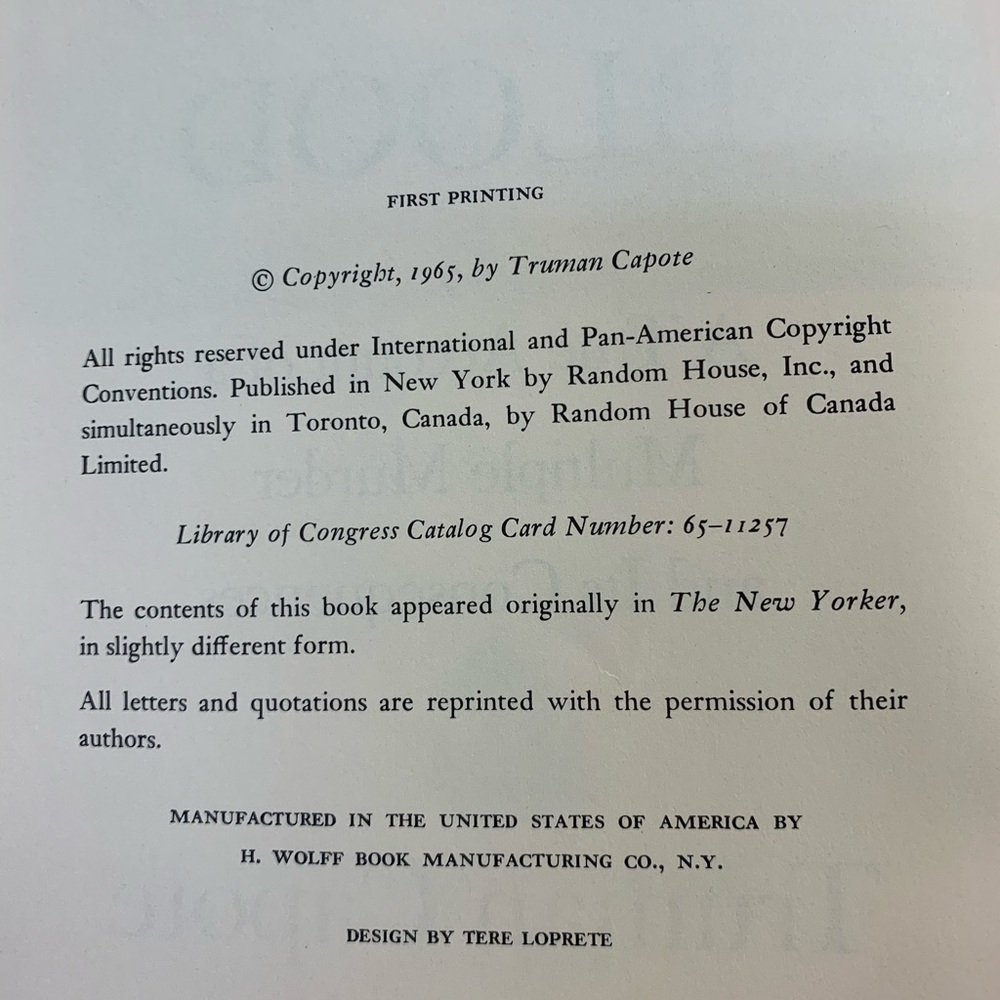 FIRST PRINTING
© Copyright, 1965, by Truman Capote
All rights reserved under International and Pan-American Copyright
Conventions. Published in New York by Random House, Inc., and
simultaneously in Toronto, Canada, by Random House of Canada
Limited.
Library of Congress Catalog Card Number: 65–11257
The contents of this book appeared originally in The New Yorker,
in slightly different form.
All letters and quotations are reprinted with the permission of their
authors.
MANUFACTURED IN THE UNITED STATES OF AMERICA BY
H. WOLFF BOOK MANUFACTURING CO., N.Y.
DESIGN BY TERE LOPRETE